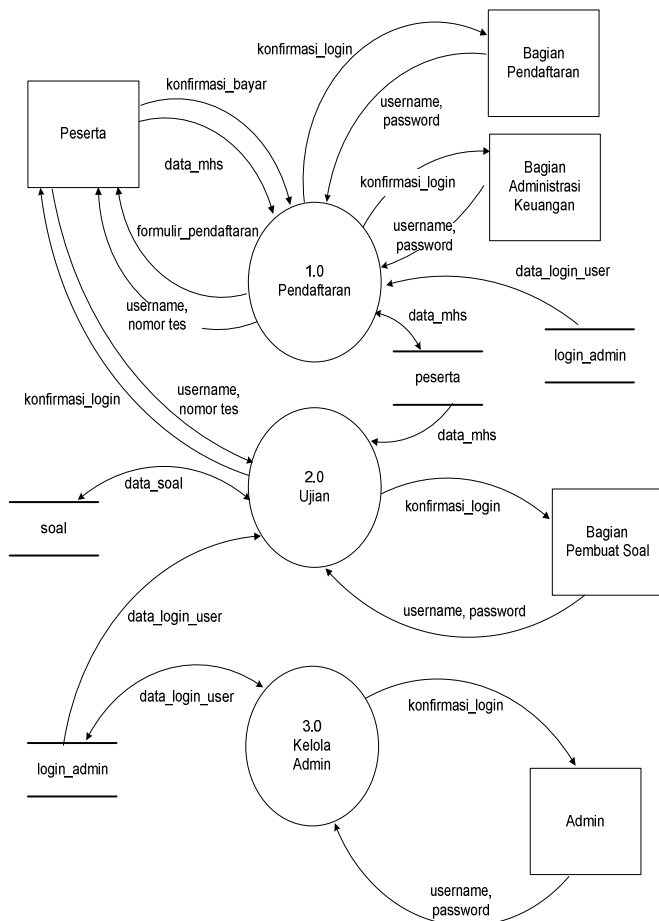 konfirmasi_login
Bagian
Pendaftaran
konfirmasi_bayar
username,
password
Peserta
data_mhs
konfirmasi_login
Bagian
Administrasi
Keuangan
formulir_pendaftaran
username,
password
1.0
Pendaftaran
data_login_user
username,
nomor tes
data_mhs
login_admin
peserta
konfirmasi_login
username,
nomor tes
data_mhs
2.0
Ujian
data_soal
konfirmasi_login
soal
Bagian
Pembuat Soal
data_login_user
username, password
data_login_user
3.0
Kelola
Admin
konfirmasi_login
login_admin
Admin
username,
password